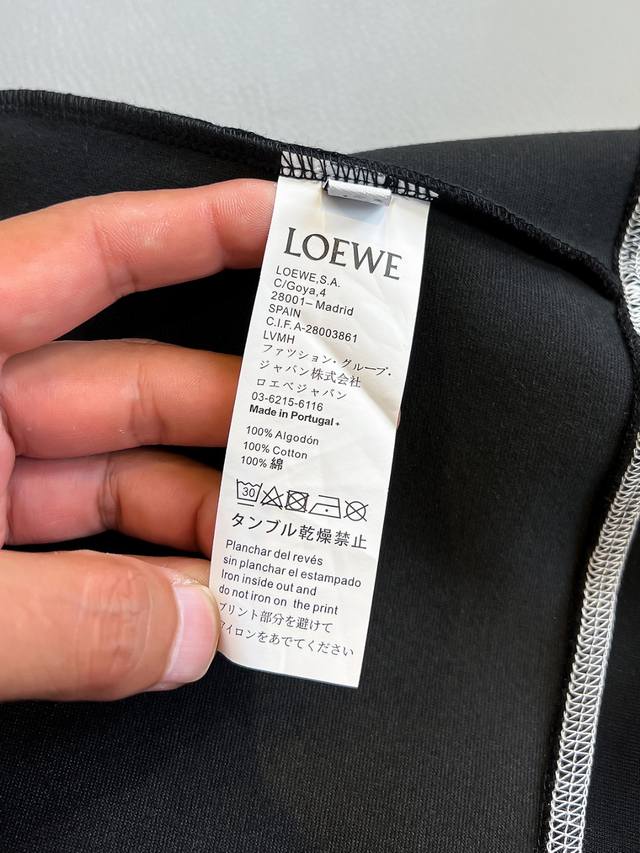 LOEWE
LOEWE,S.A.
C/Goya,4
28001– Madrid
SPAIN
C.I.F. A-28003861
LVMH
ファツション・グループ・
ジャパン株式会社
ロエベジャパン
03-6215-6116
Made in Portugal
100% Algodón
100% Cotton
100% 綿
30
タンブル乾燥禁止
Planchar del revés
sin planchar el estampado
Iron inside out and
do not iron on the print
プリント部分を避けて
アイロンをあでてください